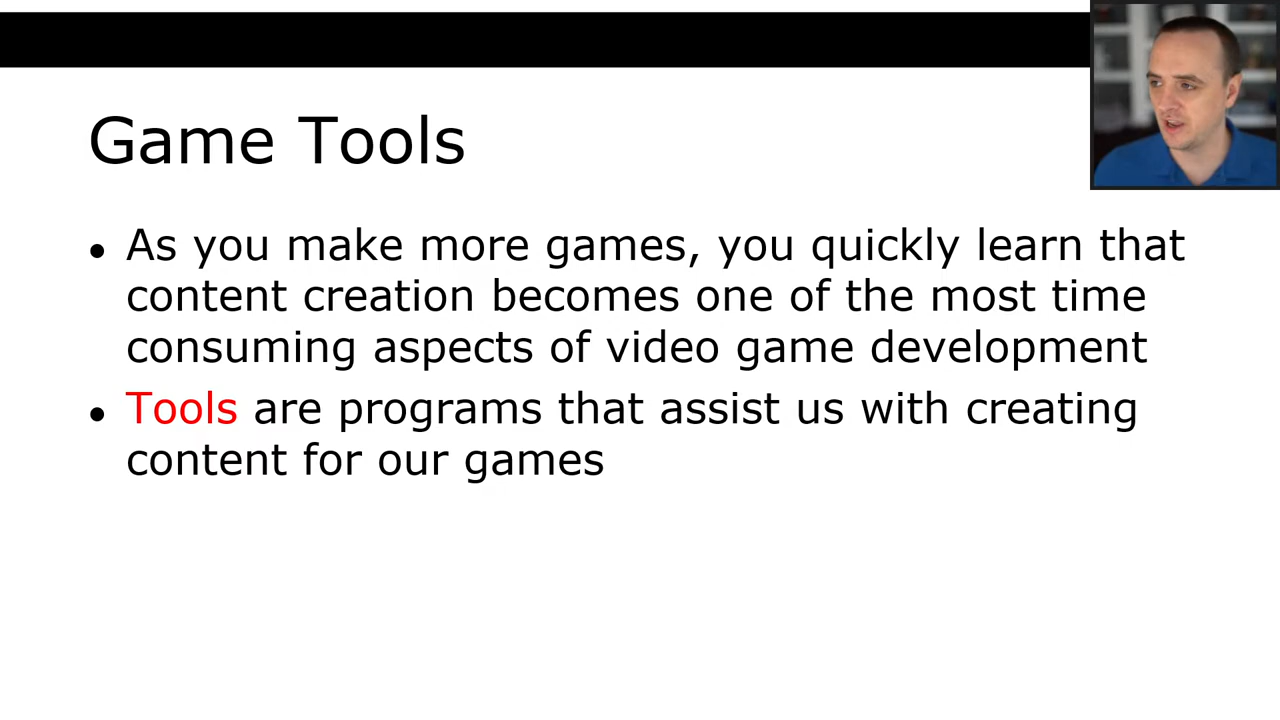 Game Tools
● As you make more games, you quickly learn that
content creation becomes one of the most time
consuming aspects of video game development
● Tools are programs that assist us with creating
content for our games